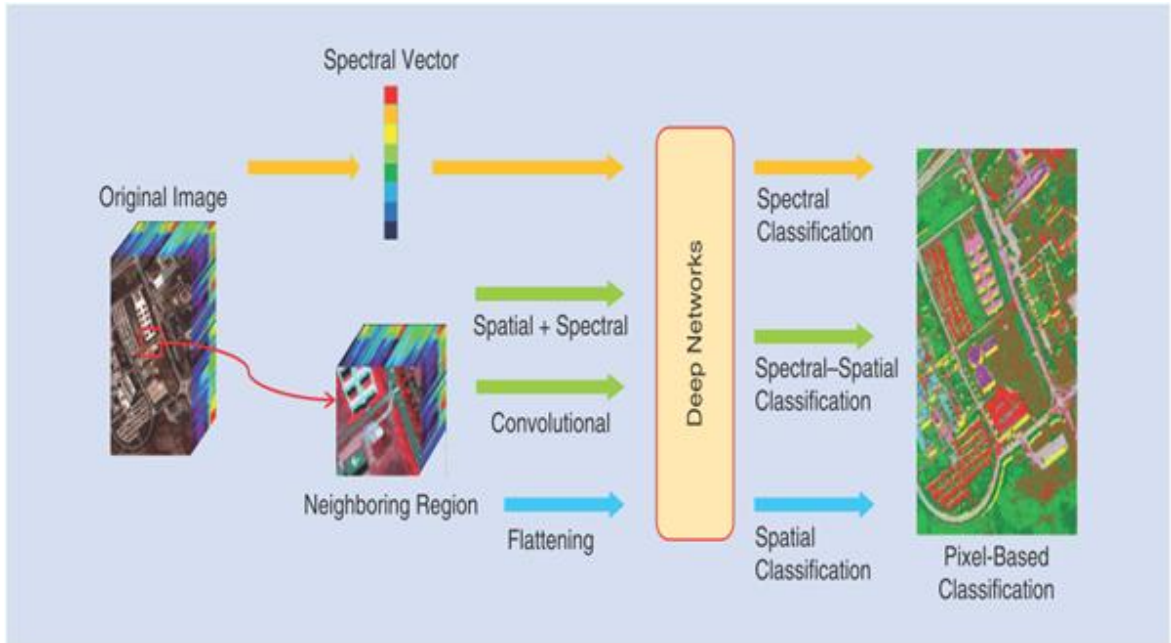 Spectral Vector
Original Image
Spatial + Spectral
Convolutional
Neighboring Region
Flattening
Deep Networks
Spectral
Classification
Spectral–Spatial
Classification
Spatial
Classification
Pixel-Based
Classification